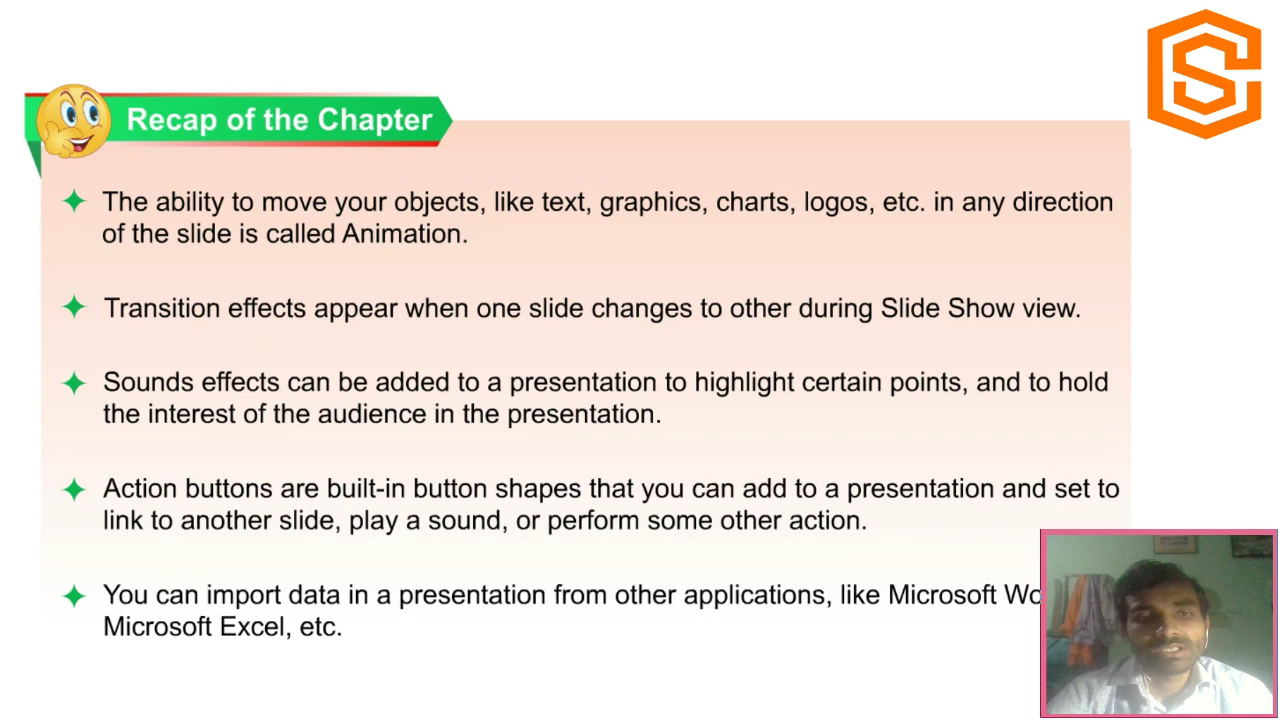 Recap of the Chapter
The ability to move your objects, like text, graphics, charts, logos, etc. in any direction
of the slide is called Animation.
Transition effects appear when one slide changes to other during Slide Show view.
Sounds effects can be added to a presentation to highlight certain points, and to hold
the interest of the audience in the presentation.
Action buttons are built-in button shapes that you can add to a presentation and set to
link to another slide, play a sound, or perform some other action.
You can import data in a presentation from other applications, like Microsoft
Microsoft Excel, etc.